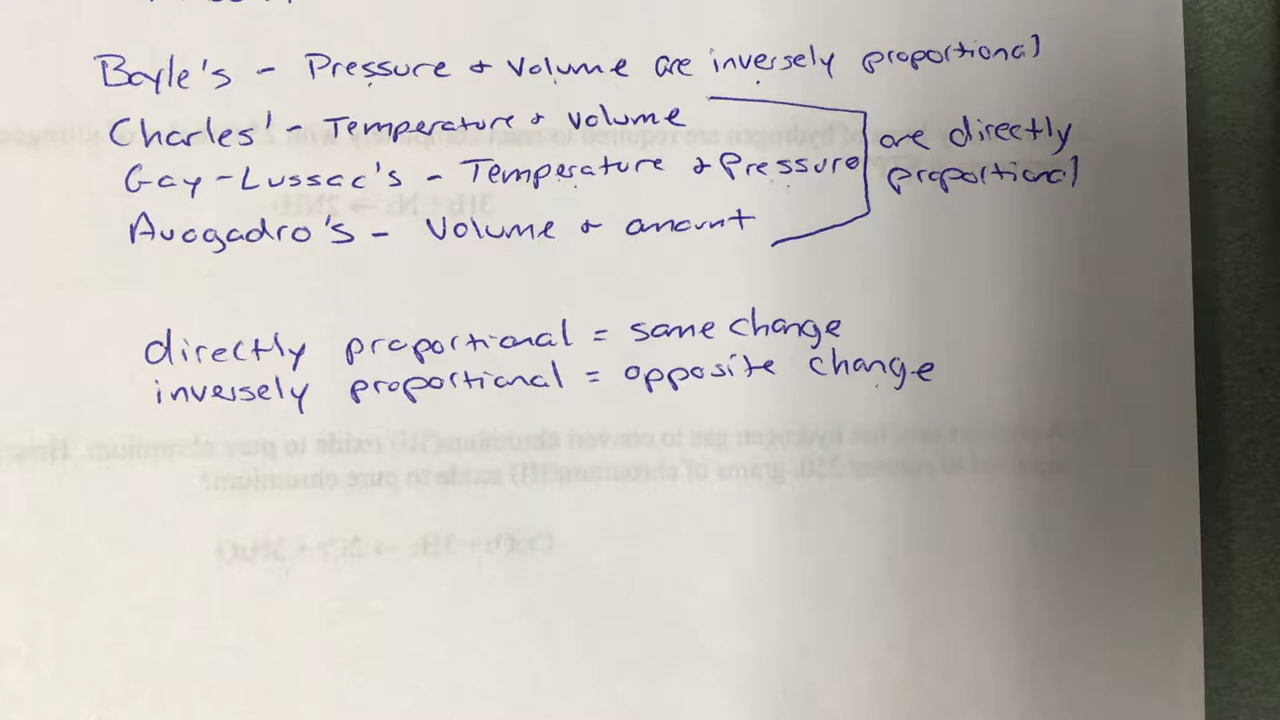 Boyle's - Pressure & Volume are inversely proportional
Charles' - Temperature & volume
Gay-Lussac's - Temperature & Pressure
Avogadro's - Volume & amount
are directly
proportional
directly proportional = same change
inversely proportional = opposite change